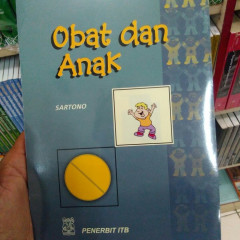 Obat dan
Anak
SARTONO
PENERBIT ITB